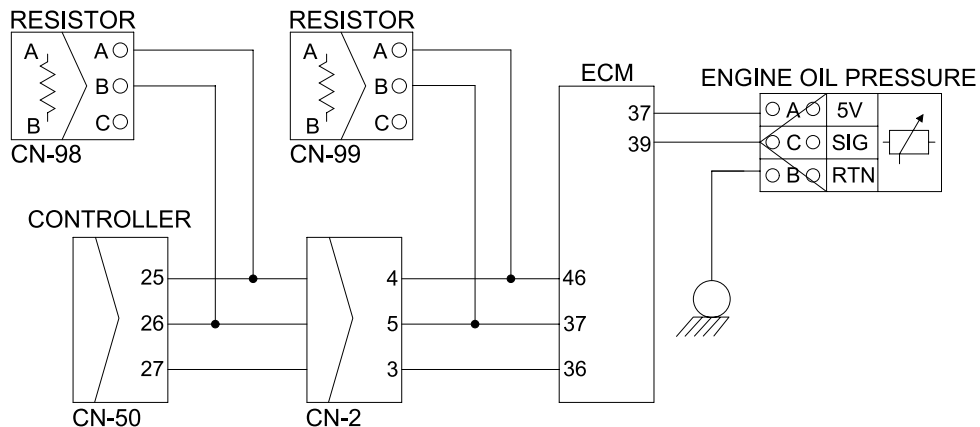 RESISTOR
A
B
A
B
C
CN-98
RESISTOR
A
B
A
B
C
CN-99
ECM
37
39
46
37
36
ENGINE OIL PRESSURE
A 5V
C SIG
B RTN
CONTROLLER
25
26
27
CN-50
4
5
3
CN-2